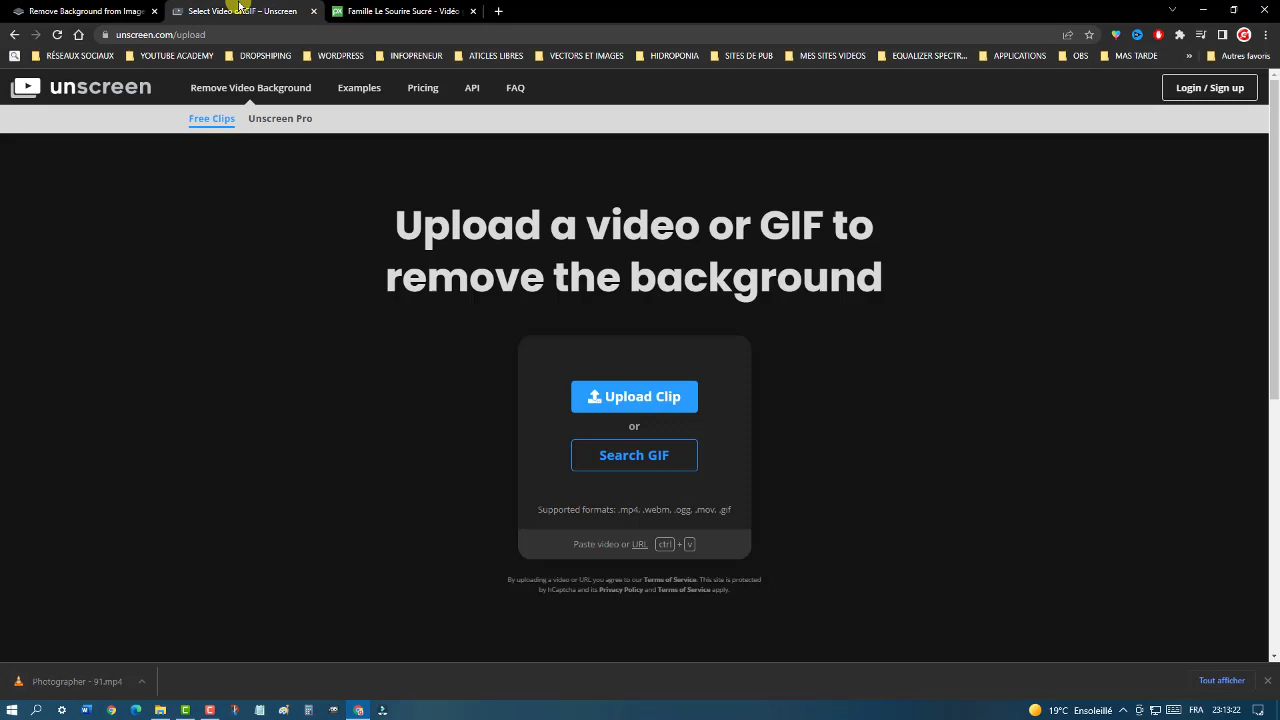 Remove Background from Image
Select Video or GIF – Unscreen
Famille Le Sourire Sucré - Vidéo
unscreen.com/upload
RÉSEAUX SOCIAUX
YOUTUBE ACADEMY
DROPSHIPING
WORDPRESS
INFOPRENEUR
ATICLES LIBRES
VECTORS ET IMAGES
HIDROPONIA
SITES DE PUB
MES SITES VIDEOS
EQUALIZER SPECTR...
APPLICATIONS
OBS
MAS TARDE
»
Autres favoris
unscreen
Remove Video Background
Examples
Pricing
API
FAQ
Login / Sign up
Free Clips
Unscreen Pro
Upload a video or GIF to
remove the background
Upload Clip
or
Search GIF
Supported formats: .mp4, .webm, .ogg, .mov, .gif
Paste video or URL ctrl + v
By uploading a video or URL you agree to our Terms of Service. This site is protected
by hCaptcha and its Privacy Policy and Terms of Service apply.
Photographer - 91.mp4
Tout afficher
19°C Ensoleillé
FR
23:13:22